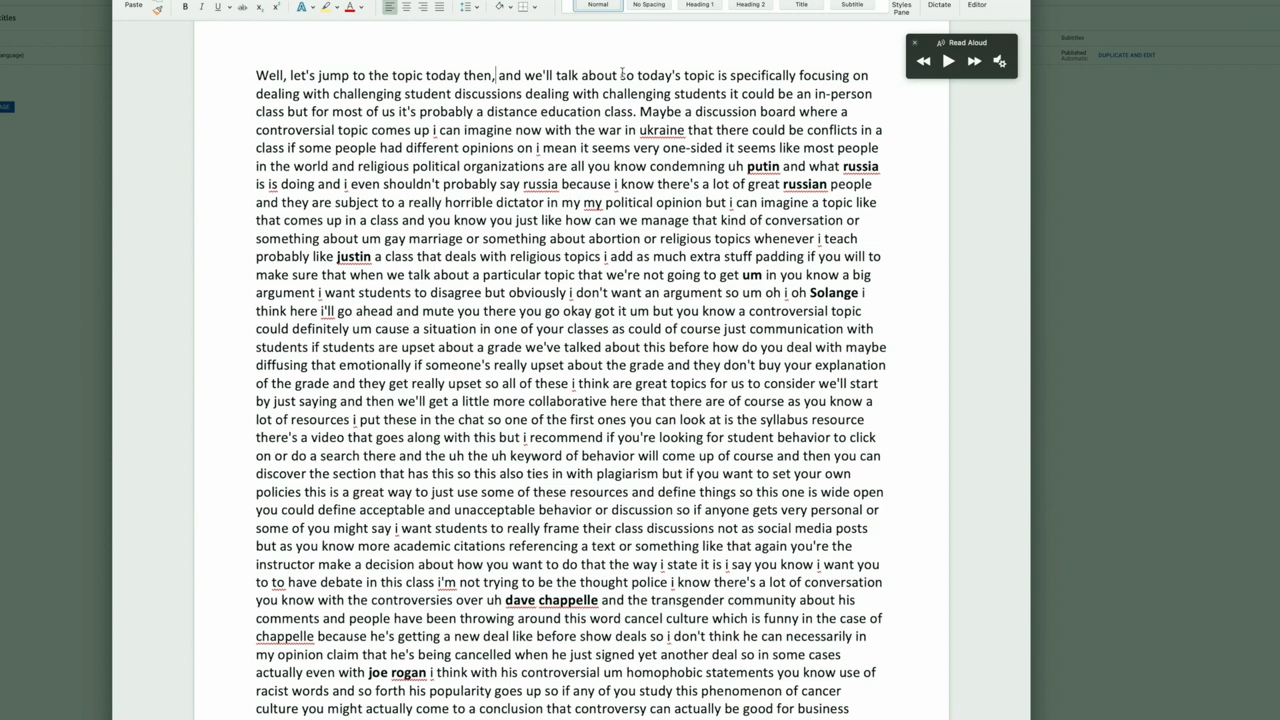 Paste
B I U ab x₂ x² A A
Normal No Spacing Heading 1 Heading 2 Title Subtitle Styles Pane Dictate Editor
titles
anguage)
AGE
Subtitles
Published
Automatic
DUPLICATE AND EDIT
Read Aloud
Well, let's jump to the topic today then, and we'll talk about so today's topic is specifically focusing on
dealing with challenging student discussions dealing with challenging students it could be an in-person
class but for most of us it's probably a distance education class. Maybe a discussion board where a
controversial topic comes up i can imagine now with the war in ukraine that there could be conflicts in a
class if some people had different opinions on i mean it seems very one-sided it seems like most people
in the world and religious political organizations are all you know condemning uh putin and what russia
is is doing and i even shouldn't probably say russia because i know there's a lot of great russian people
and they are subject to a really horrible dictator in my my political opinion but i can imagine a topic like
that comes up in a class and you know you just like how can we manage that kind of conversation or
something about um gay marriage or something about abortion or religious topics whenever i teach
probably like justin a class that deals with religious topics i add as much extra stuff padding if you will to
make sure that when we talk about a particular topic that we're not going to get um in you know a big
argument i want students to disagree but obviously i don't want an argument so um oh i oh Solange i
think here i'll go ahead and mute you there you go okay got it um but you know a controversial topic
could definitely um cause a situation in one of your classes as could of course just communication with
students if students are upset about a grade we've talked about this before how do you deal with maybe
diffusing that emotionally if someone's really upset about the grade and they don't buy your explanation
of the grade and they get really upset so all of these i think are great topics for us to consider we'll start
by just saying and then we'll get a little more collaborative here that there are of course as you know a
lot of resources i put these in the chat so one of the first ones you can look at is the syllabus resource
there's a video that goes along with this but i recommend if you're looking for student behavior to click
on or do a search there and the uh the uh keyword of behavior will come up of course and then you can
discover the section that has this so this also ties in with plagiarism but if you want to set your own
policies this is a great way to just use some of these resources and define things so this one is wide open
you could define acceptable and unacceptable behavior or discussion so if anyone gets very personal or
some of you might say i want students to really frame their class discussions not as social media posts
but as you know more academic citations referencing a text or something like that again you're the
instructor make a decision about how you want to do that the way i state it is i say you know i want you
to to have debate in this class i'm not trying to be the thought police i know there's a lot of conversation
you know with the controversies over uh dave chappelle and the transgender community about his
comments and people have been throwing around this word cancel culture which is funny in the case of
chappelle because he's getting a new deal like before show deals so i don't think he can necessarily in
my opinion claim that he's being cancelled when he just signed yet another deal so in some cases
actually even with joe rogan i think with his controversial um homophobic statements you know use of
racist words and so forth his popularity goes up so if any of you study this phenomenon of cancer
culture you might actually come to a conclusion that controversy can actually be good for business